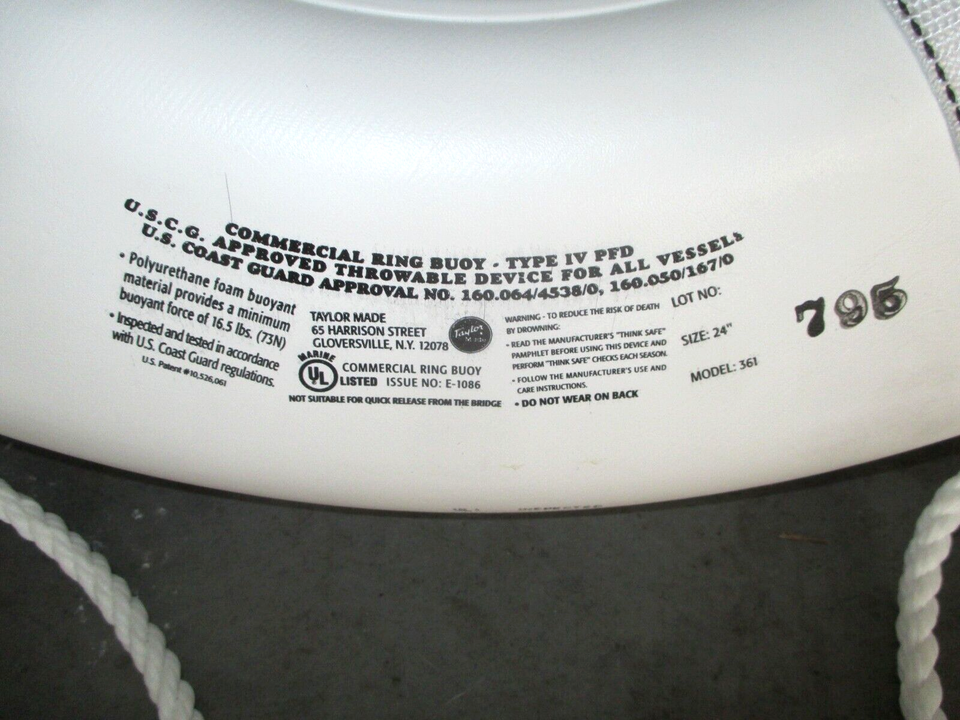 COMMERCIAL RING BUOY - TYPE IV PFD
U.S.C.G. APPROVED THROWABLE DEVICE FOR ALL VESSELS
U.S. COAST GUARD APPROVAL NO. 160.064/4538/0, 160.050/167/0
• Polyurethane foam buoyant
material provides a minimum
buoyant force of 16.5 lbs. (73N)
• Inspected and tested in accordance
with U.S. Coast Guard regulations.
U.S. Patent #10,526,061
TAYLOR MADE
65 HARRISON STREET
GLOVERSVILLE, N.Y. 12078
Taylor
Made
MARINE
UL
LISTED
COMMERCIAL RING BUOY
ISSUE NO: E-1086
NOT SUITABLE FOR QUICK RELEASE FROM THE BRIDGE
WARNING - TO REDUCE THE RISK OF DEATH
BY DROWNING:
• READ THE MANUFACTURER'S "THINK SAFE"
PAMPHLET BEFORE USING THIS DEVICE AND
PERFORM "THINK SAFE" CHECKS EACH SEASON.
• FOLLOW THE MANUFACTURER'S USE AND
CARE INSTRUCTIONS.
• DO NOT WEAR ON BACK
LOT NO:
SIZE: 24"
MODEL: 361